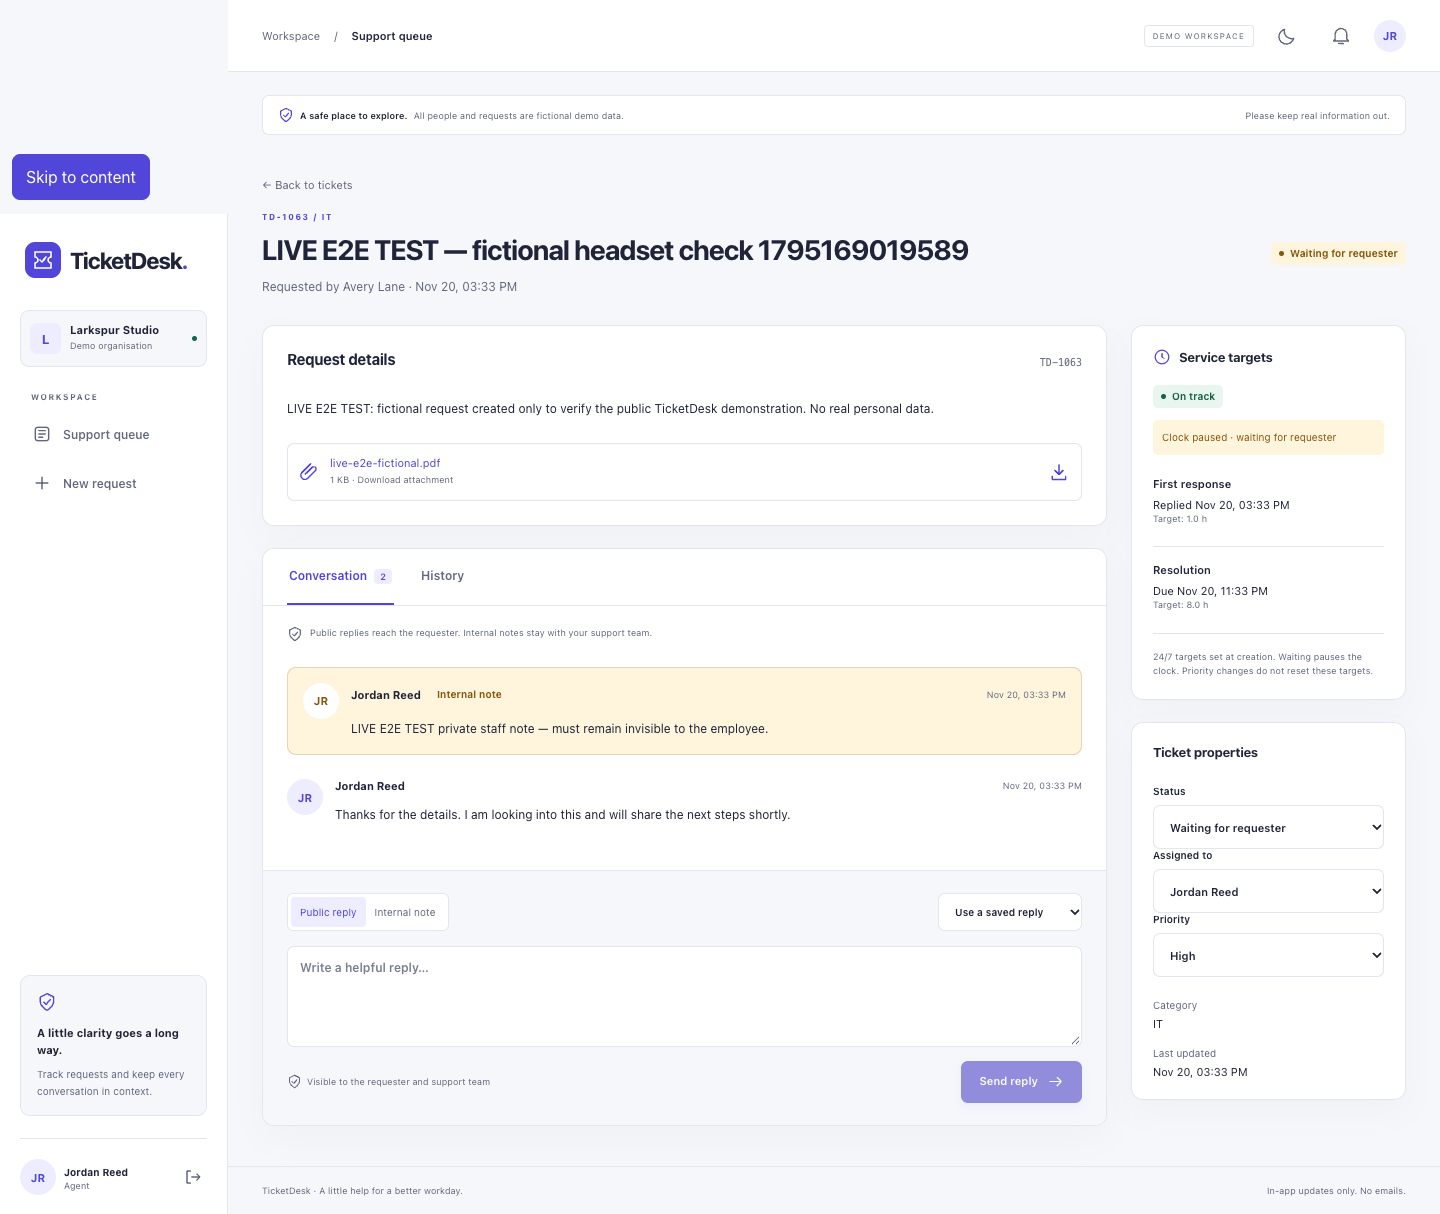 Workspace / Support queue
DEMO WORKSPACE
JR
A safe place to explore. All people and requests are fictional demo data.
Please keep real information out.
Skip to content
TicketDesk.
L
Larkspur Studio
Demo organisation
WORKSPACE
Support queue
New request
A little clarity goes a long
way.
Track requests and keep every
conversation in context.
JR
Jordan Reed
Agent
← Back to tickets
TD-1063 / IT
LIVE E2E TEST — fictional headset check 1795169019589
Waiting for requester
Requested by Avery Lane · Nov 20, 03:33 PM
Request details
TD-1063
LIVE E2E TEST: fictional request created only to verify the public TicketDesk demonstration. No real personal data.
live-e2e-fictional.pdf
1 KB · Download attachment
Conversation 2
History
Public replies reach the requester. Internal notes stay with your support team.
JR
Jordan Reed Internal note
Nov 20, 03:33 PM
LIVE E2E TEST private staff note — must remain invisible to the employee.
JR
Jordan Reed
Nov 20, 03:33 PM
Thanks for the details. I am looking into this and will share the next steps shortly.
Public reply
Internal note
Use a saved reply
Write a helpful reply...
Visible to the requester and support team
Send reply →
Service targets
On track
Clock paused · waiting for requester
First response
Replied Nov 20, 03:33 PM
Target: 1.0 h
Resolution
Due Nov 20, 11:33 PM
Target: 8.0 h
24/7 targets set at creation. Waiting pauses the
clock. Priority changes do not reset these targets.
Ticket properties
Status
Waiting for requester
Assigned to
Jordan Reed
Priority
High
Category
IT
Last updated
Nov 20, 03:33 PM
TicketDesk · A little help for a better workday.
In-app updates only. No emails.